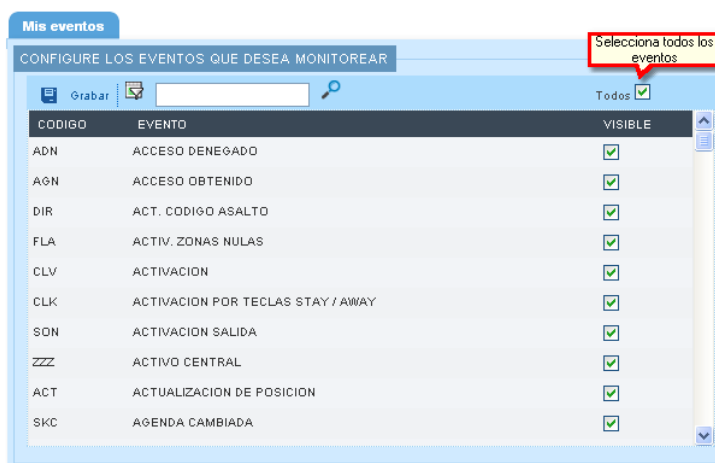 Mis eventos
Selecciona todos los
eventos
CONFIGURE LOS EVENTOS QUE DESEA MONITOREAR
Grabar Todos
CODIGO EVENTO VISIBLE
ADN ACCESO DENEGADO
AGN ACCESO OBTENIDO
DIR ACT. CODIGO ASALTO
FLA ACTIV. ZONAS NULAS
CLV ACTIVACION
CLK ACTIVACION POR TECLAS STAY / AWAY
SON ACTIVACION SALIDA
ZZZ ACTIVO CENTRAL
ACT ACTUALIZACION DE POSICION
SKC AGENDA CAMBIADA